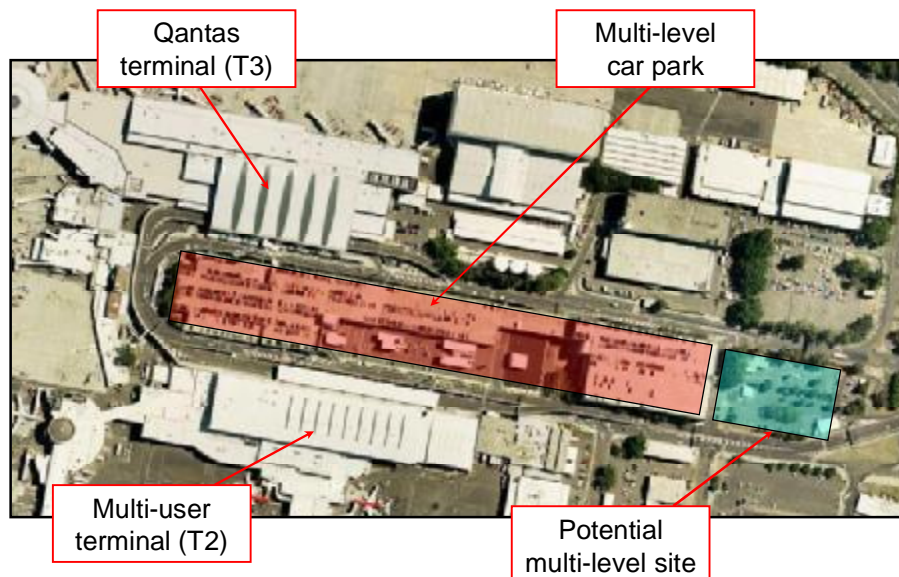 Qantas
terminal (T3)
Multi-level
car park
Multi-user
terminal (T2)
Potential
multi-level site